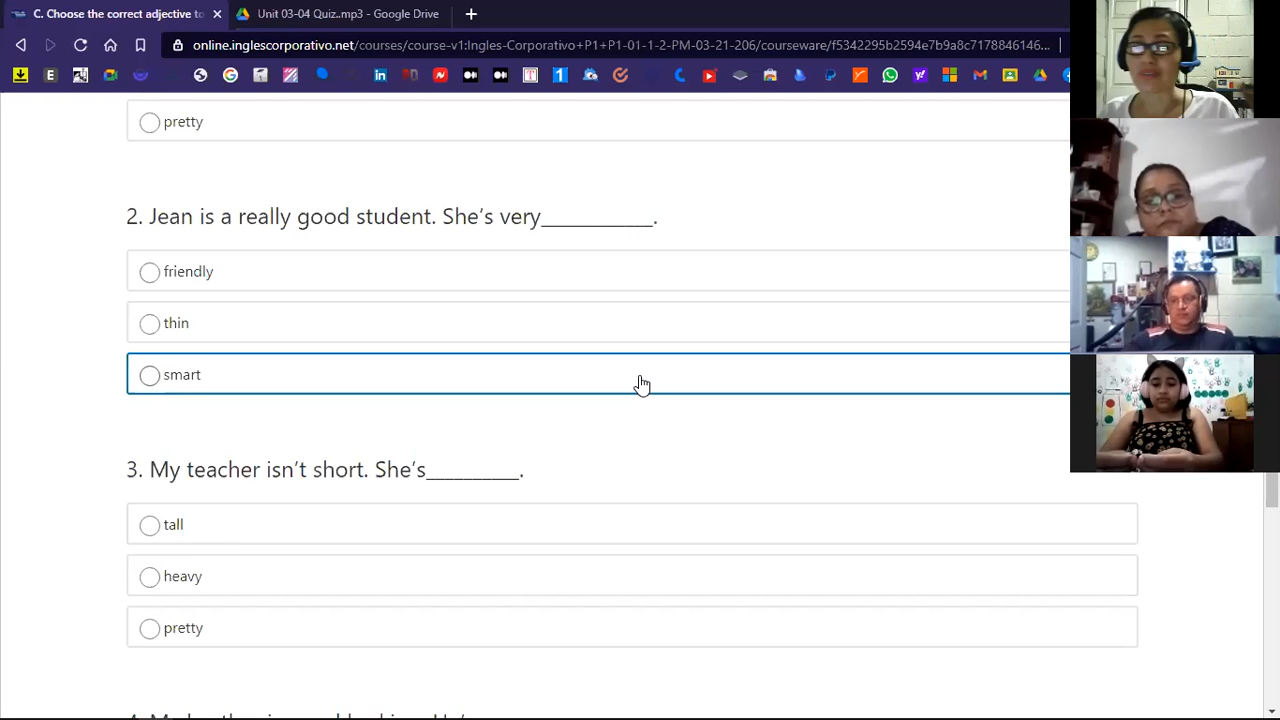 C. Choose the correct adjective to
Unit 03-04 Quiz..mp3 - Google Drive
online.inglescorporativo.net/courses/course-v1:Ingles-Corporativo+P1+P1-01-1-2-PM-03-21-206/courseware/f5342295b2c94e7b9a8c7178846146...
pretty
2. Jean is a really good student. She's very___________.
friendly
thin
smart
3. My teacher isn't short. She's_________.
tall
heavy
pretty